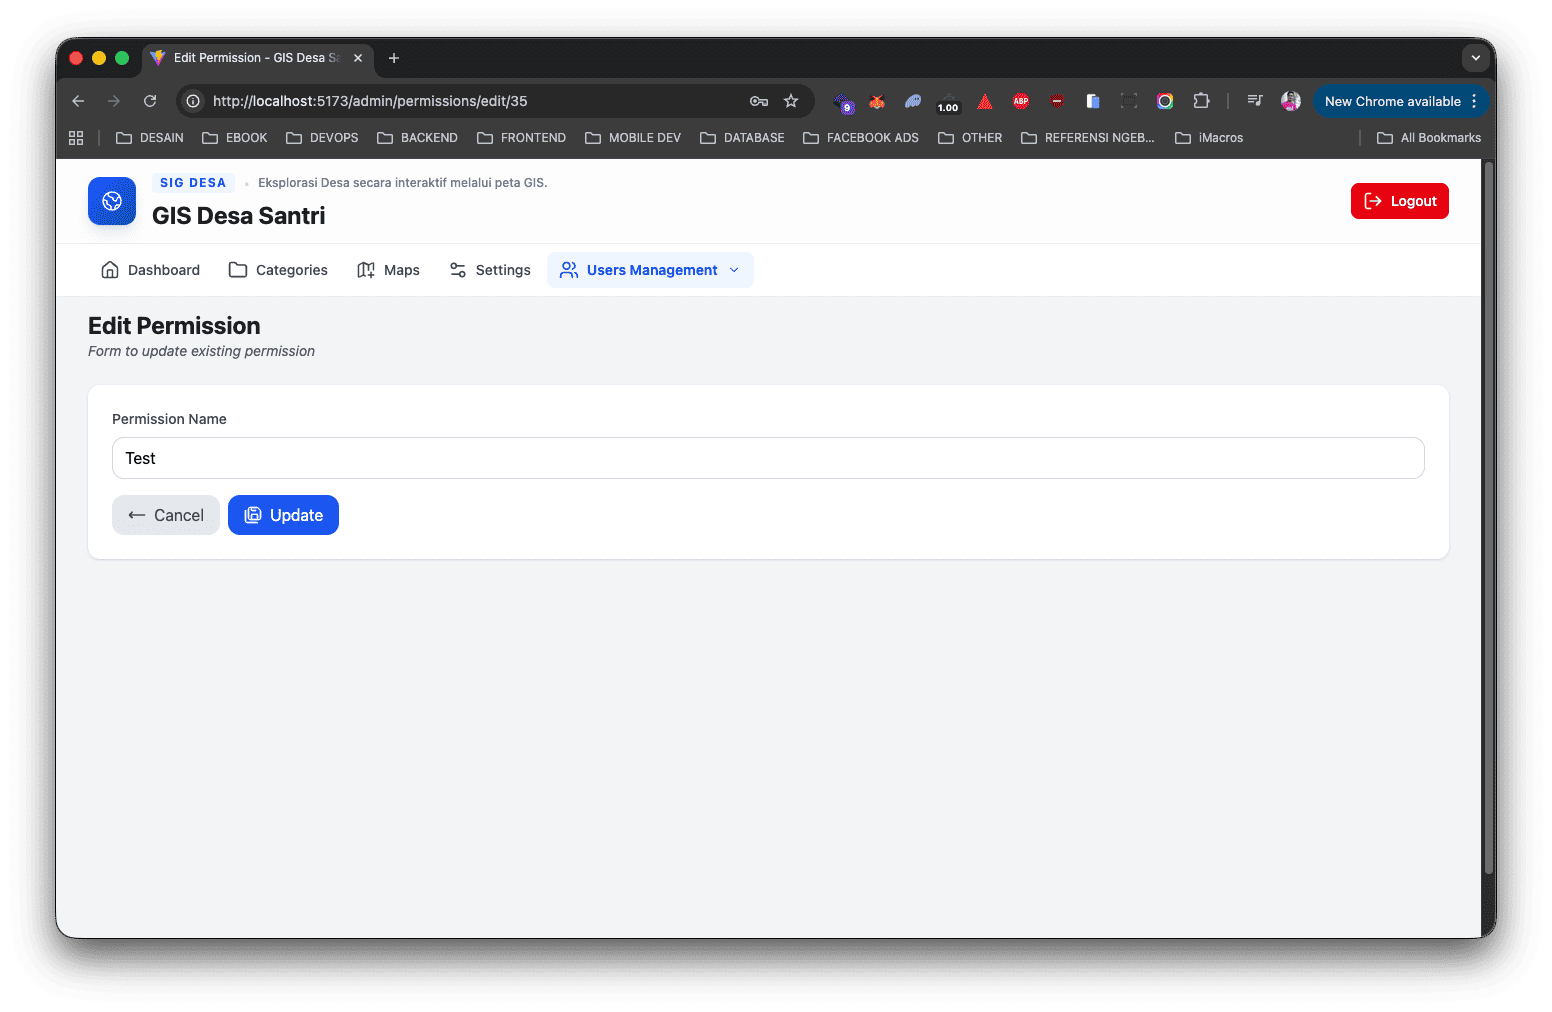 Edit Permission - GIS Desa Sa
http://localhost:5173/admin/permissions/edit/35
9
1.00
ABP
New Chrome available
DESAIN
EBOOK
DEVOPS
BACKEND
FRONTEND
MOBILE DEV
DATABASE
FACEBOOK ADS
OTHER
REFERENSI NGEB...
iMacros
All Bookmarks
SIG DESA
Eksplorasi Desa secara interaktif melalui peta GIS.
GIS Desa Santri
Logout
Dashboard
Categories
Maps
Settings
Users Management
Edit Permission
Form to update existing permission
Permission Name
Test
Cancel
Update